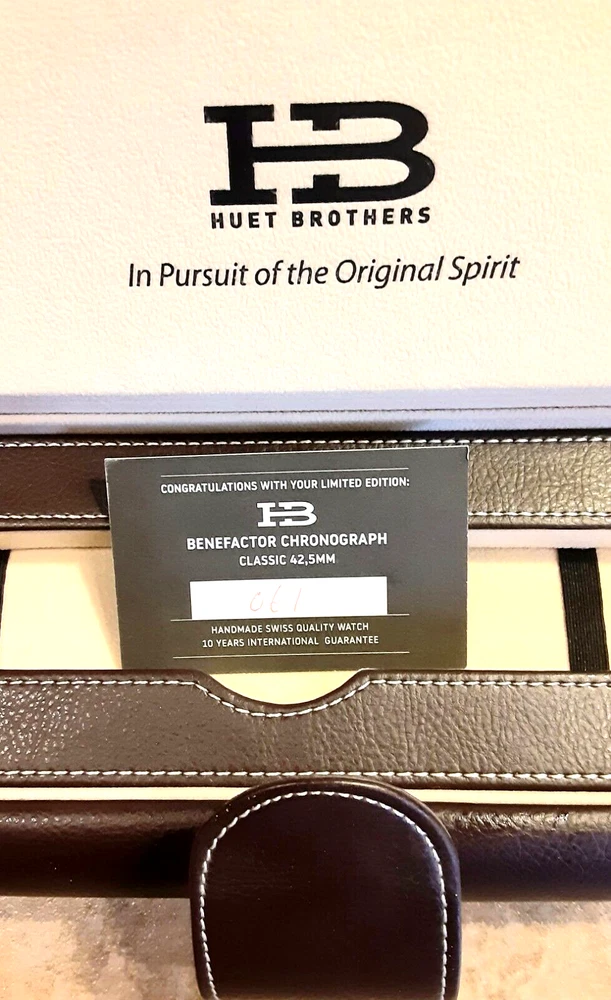 HB
HUET BROTHERS
In Pursuit of the Original Spirit
CONGRATULATIONS WITH YOUR LIMITED EDITION:
HB
BENEFACTOR CHRONOGRAPH
CLASSIC 42,5MM
061
HANDMADE SWISS QUALITY WATCH
10 YEARS INTERNATIONAL GUARANTEE